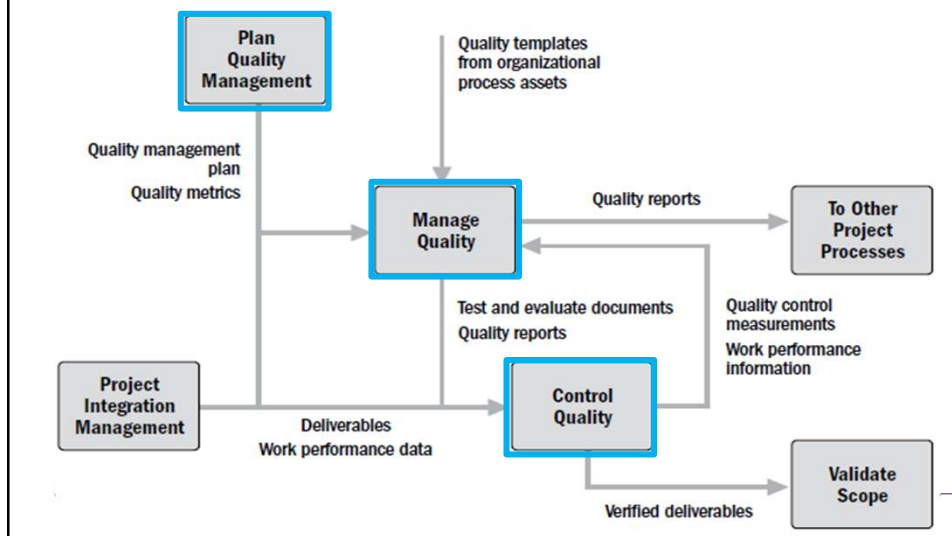 Plan
Quality
Management
Quality templates
from organizational
process assets
Quality management
plan
Quality metrics
Manage
Quality
Quality reports
To Other
Project
Processes
Test and evaluate documents
Quality reports
Quality control
measurements
Work performance
information
Project
Integration
Management
Deliverables
Work performance data
Control
Quality
Verified deliverables
Validate
Scope